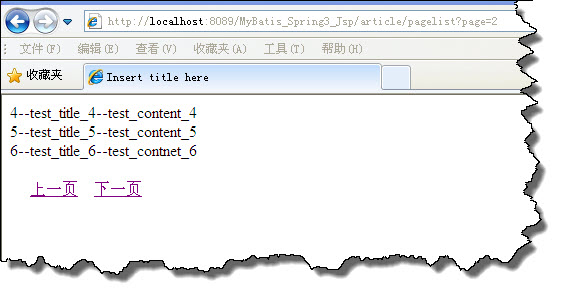 http://localhost:8089/MyBatis_Spring3_Jsp/article/pagelist?page=2
文件(F) 编辑(E) 查看(V) 收藏夹(A) 工具(T) 帮助(H)
收藏夹 Insert title here
4--test_title_4--test_content_4
5--test_title_5--test_content_5
6--test_title_6--test_contnet_6
上一页 下一页